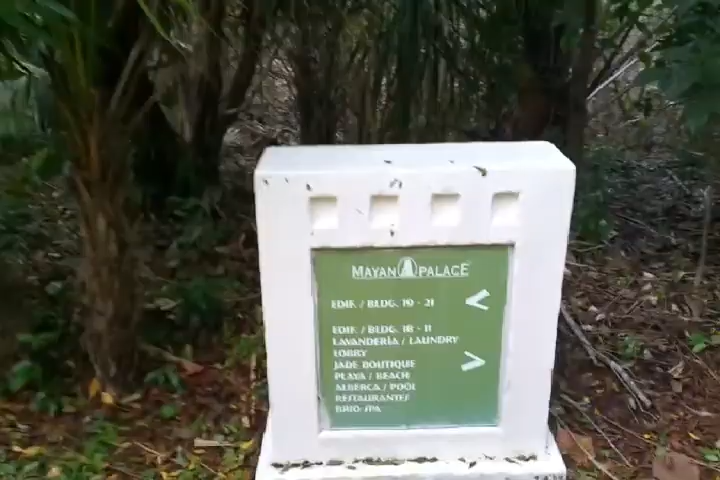 MAYAN PALACE
EDIF. / BLDG. 19 - 21 <
EDIF. / BLDG. 18 - 11
LAVANDERÍA / LAUNDRY
LOBBY
JADE BOUTIQUE >
PLAYA / BEACH
ALBERCA / POOL
RESTAURANTES
BRIO SPA